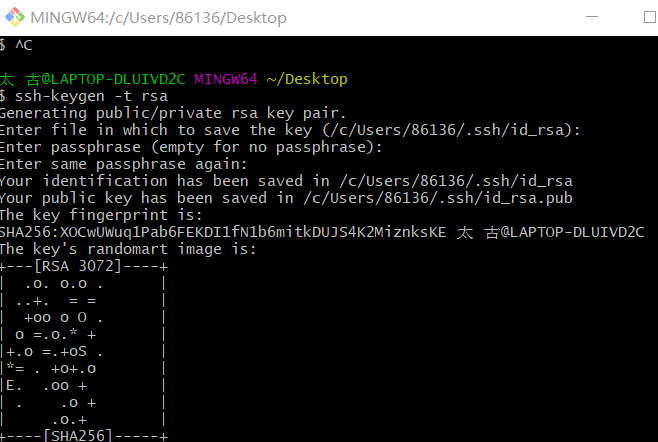 MINGW64:/c/Users/86136/Desktop
$ ^C
太 古@LAPTOP-DLUIVD2C MINGW64 ~/Desktop
$ ssh-keygen -t rsa
Generating public/private rsa key pair.
Enter file in which to save the key (/c/Users/86136/.ssh/id_rsa):
Enter passphrase (empty for no passphrase):
Enter same passphrase again:
Your identification has been saved in /c/Users/86136/.ssh/id_rsa
Your public key has been saved in /c/Users/86136/.ssh/id_rsa.pub
The key fingerprint is:
SHA256:XOCwUWuq1Pab6FEKDI1fN1b6mitkDUJS4K2MiznksKE 太 古@LAPTOP-DLUIVD2C
The key's randomart image is:
+---[RSA 3072]----+
|  .o. o.o .      |
| ..+.  = =       |
|  +oo o O .      |
| o =.o.* +       |
|+.o =.+oS .      |
|*= . +o+.o       |
|E.  .oo +        |
| .    .o +       |
|     .o.+        |
+----[SHA256]-----+